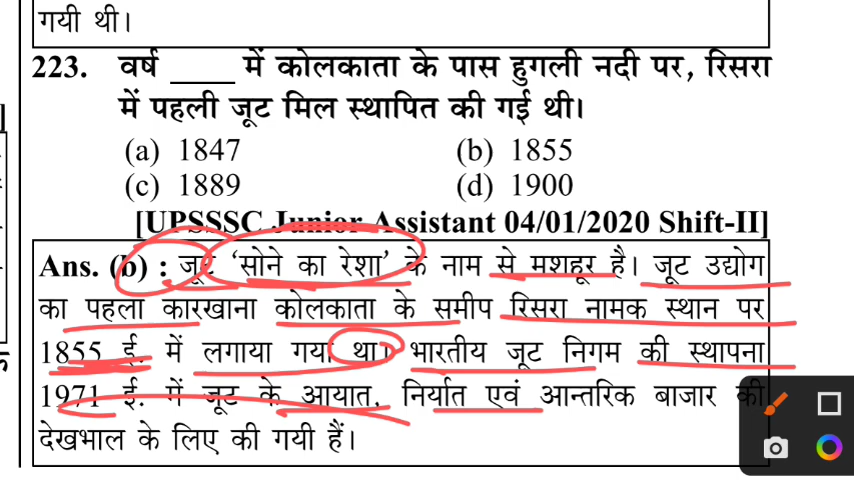 गयी थी।
223. वर्ष _____ में कोलकाता के पास हुगली नदी पर, रिसरा
में पहली जूट मिल स्थापित की गई थी।
(a) 1847 (b) 1855
(c) 1889 (d) 1900
[UPSSSC Junior Assistant 04/01/2020 Shift-II]
Ans. (b) : जूट ‘सोने का रेशा’ के नाम से मशहूर है। जूट उद्योग
का पहला कारखाना कोलकाता के समीप रिसरा नामक स्थान पर
1855 ई. में लगाया गया था। भारतीय जूट निगम की स्थापना
1971 ई. में जूट के आयात, निर्यात एवं आन्तरिक बाजार की
देखभाल के लिए की गयी हैं।